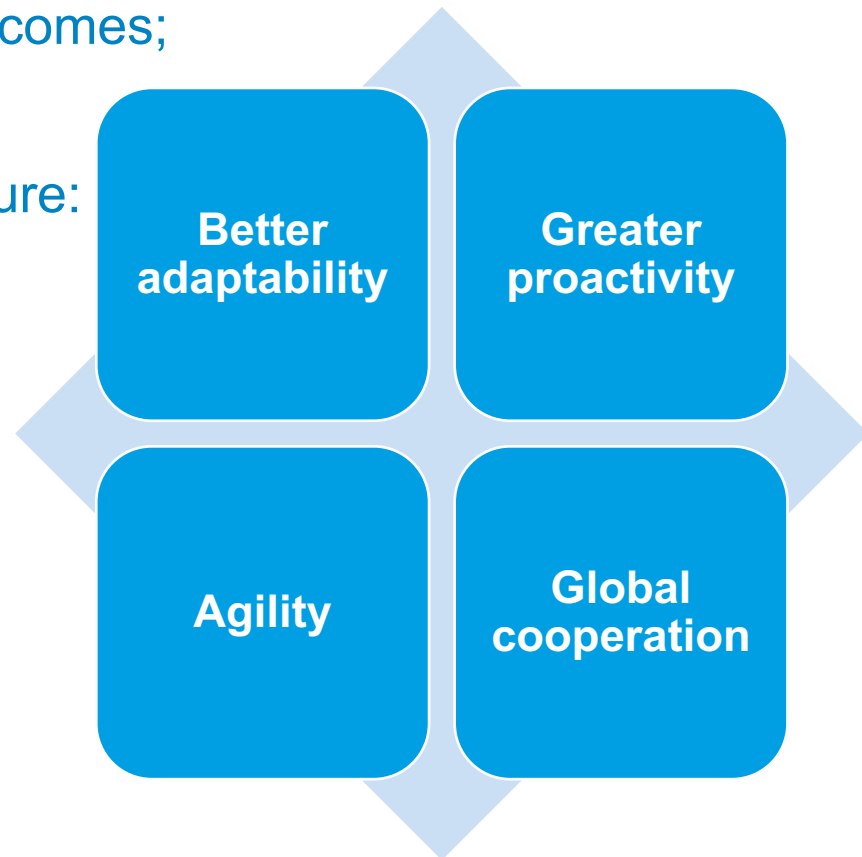 comes;
ure:
Better
adaptability
Greater
proactivity
Agility
Global
cooperation